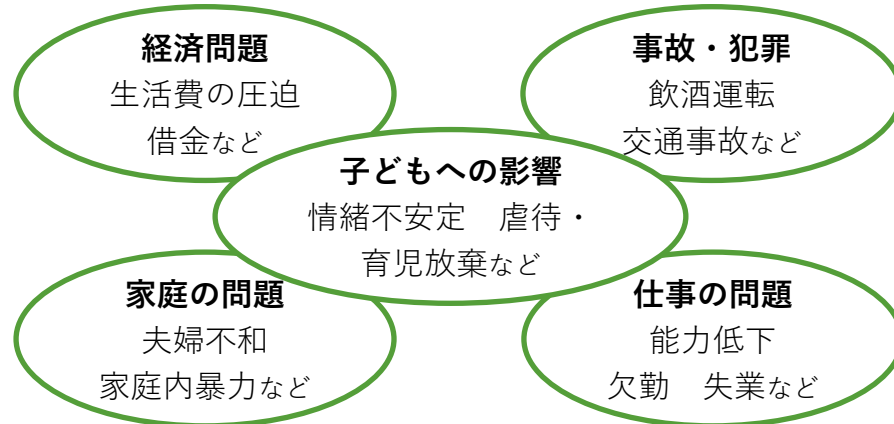 経済問題
生活費の圧迫
借金など
事故・犯罪
飲酒運転
交通事故など
子どもへの影響
情緒不安定　虐待・
育児放棄など
家庭の問題
夫婦不和
家庭内暴力など
仕事の問題
能力低下
欠勤　失業など